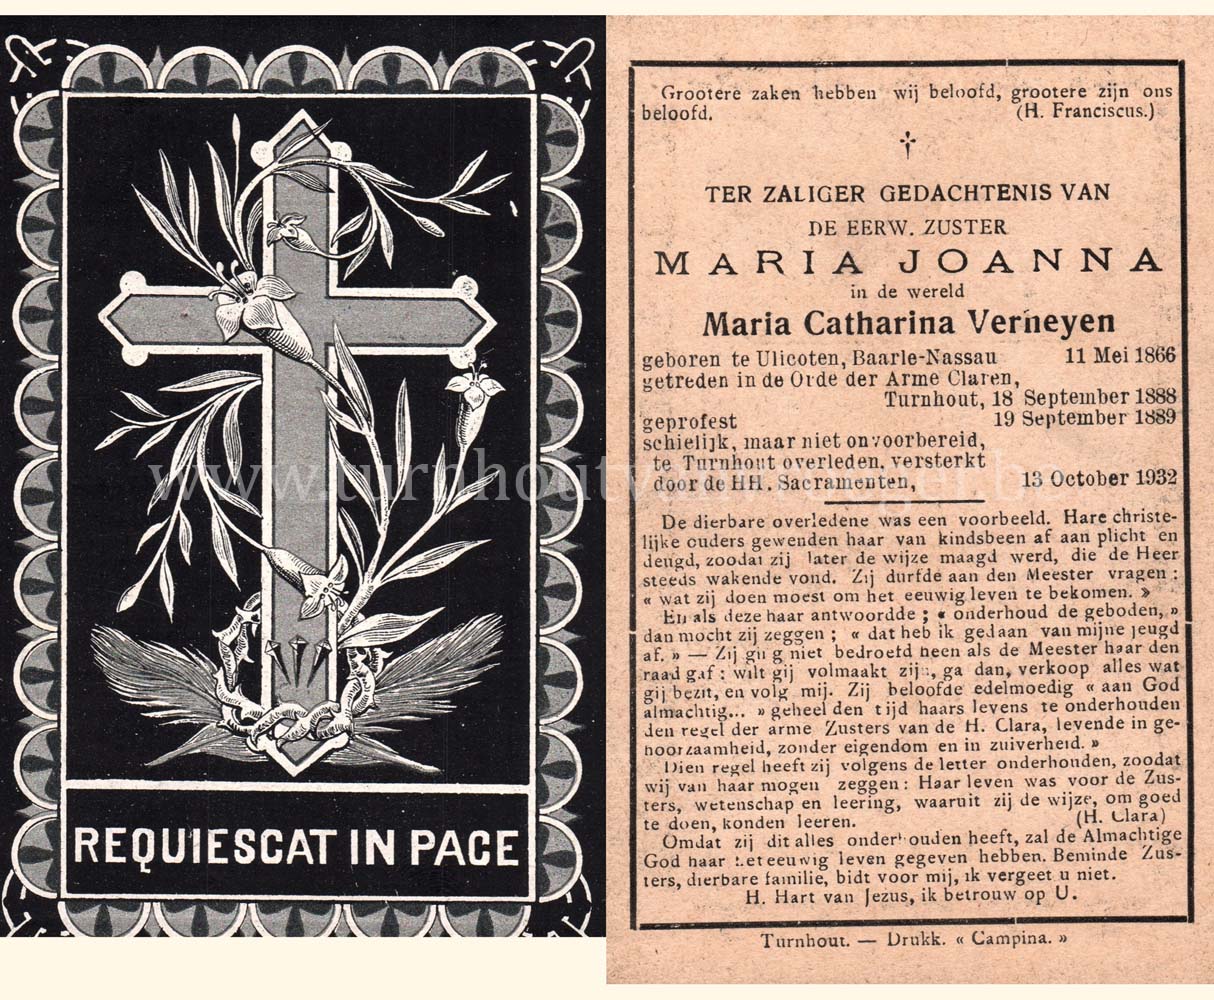 REQUIESCAT IN PACE
Grootere zaken hebben wij beloofd, grootere zijn ons
beloofd. (H. Franciscus.)
†
TER ZALIGER GEDACHTENIS VAN
DE EERW. ZUSTER
MARIA JOANNA
in de wereld
Maria Catharina Verheyen
geboren te Ulicoten, Baarle-Nassau 11 Mei 1866
getreden in de Orde der Arme Claren,
Turnhout, 18 September 1888
geprofest 19 September 1889
schielijk, maar niet onvoorbereid,
te Turnhout overleden, versterkt
door de HH. Sacramenten, 13 October 1932
De dierbare overledene was een voorbeeld. Hare christe-
lijke ouders gewenden haar van kindsbeen af aan plicht en
deugd, zoodat zij later de wijze maagd werd, die de Heer
steeds wakende vond. Zij durfde aan den Meester vragen :
« wat zij doen moest om het eeuwig leven te bekomen. »
En als deze haar antwoordde ; « onderhoud de geboden, »
dan mocht zij zeggen ; « dat heb ik gedaan van mijne jeugd
af. » — Zij ging niet bedroefd heen als de Meester haar den
raad gaf : wilt gij volmaakt zijn, ga dan, verkoop alles wat
gij bezit, en volg mij. Zij beloofde edelmoedig « aan God
almachtig... » geheel den tijd haars levens te onderhouden
den regel der arme Zusters van de H. Clara, levende in ge-
hoorzaamheid, zonder eigendom en in zuiverheid. »
Dien regel heeft zij volgens de letter onderhouden, zoodat
wij van haar mogen zeggen : Haar leven was voor de Zus-
ters, wetenschap en leering, waaruit zij de wijze, om goed
te doen, konden leeren. (H. Clara)
Omdat zij dit alles onderhouden heeft, zal de Almachtige
God haar het eeuwig leven gegeven hebben. Beminde Zus-
ters, dierbare familie, bidt voor mij, ik vergeet u niet.
H. Hart van Jezus, ik betrouw op U.
Turnhout. — Drukk. « Campina. »